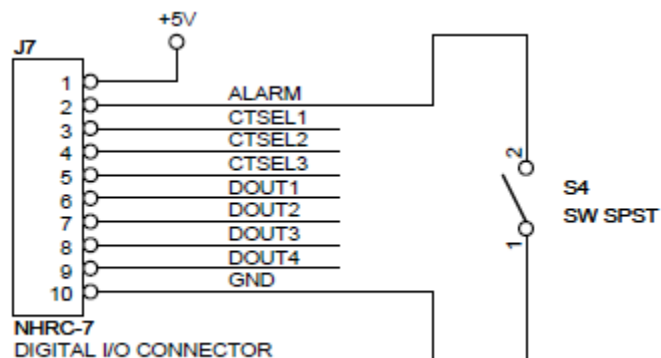 +5V
J7
1
2 ALARM
3 CTSEL1
4 CTSEL2
5 CTSEL3
6 DOUT1
7 DOUT2
8 DOUT3
9 DOUT4
10 GND
2
S4
SW SPST
1
NHRC-7
DIGITAL I/O CONNECTOR